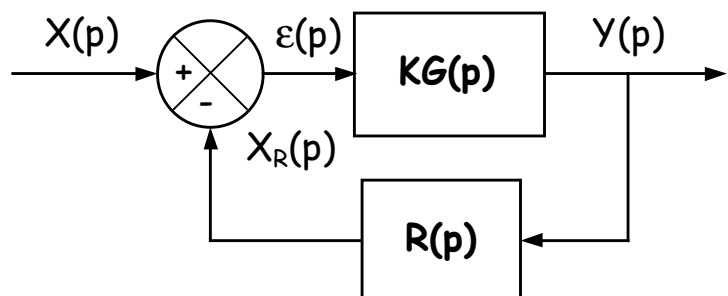 X(p)
ε(p)
Y(p)
+
KG(p)
-
X_R(p)
R(p)